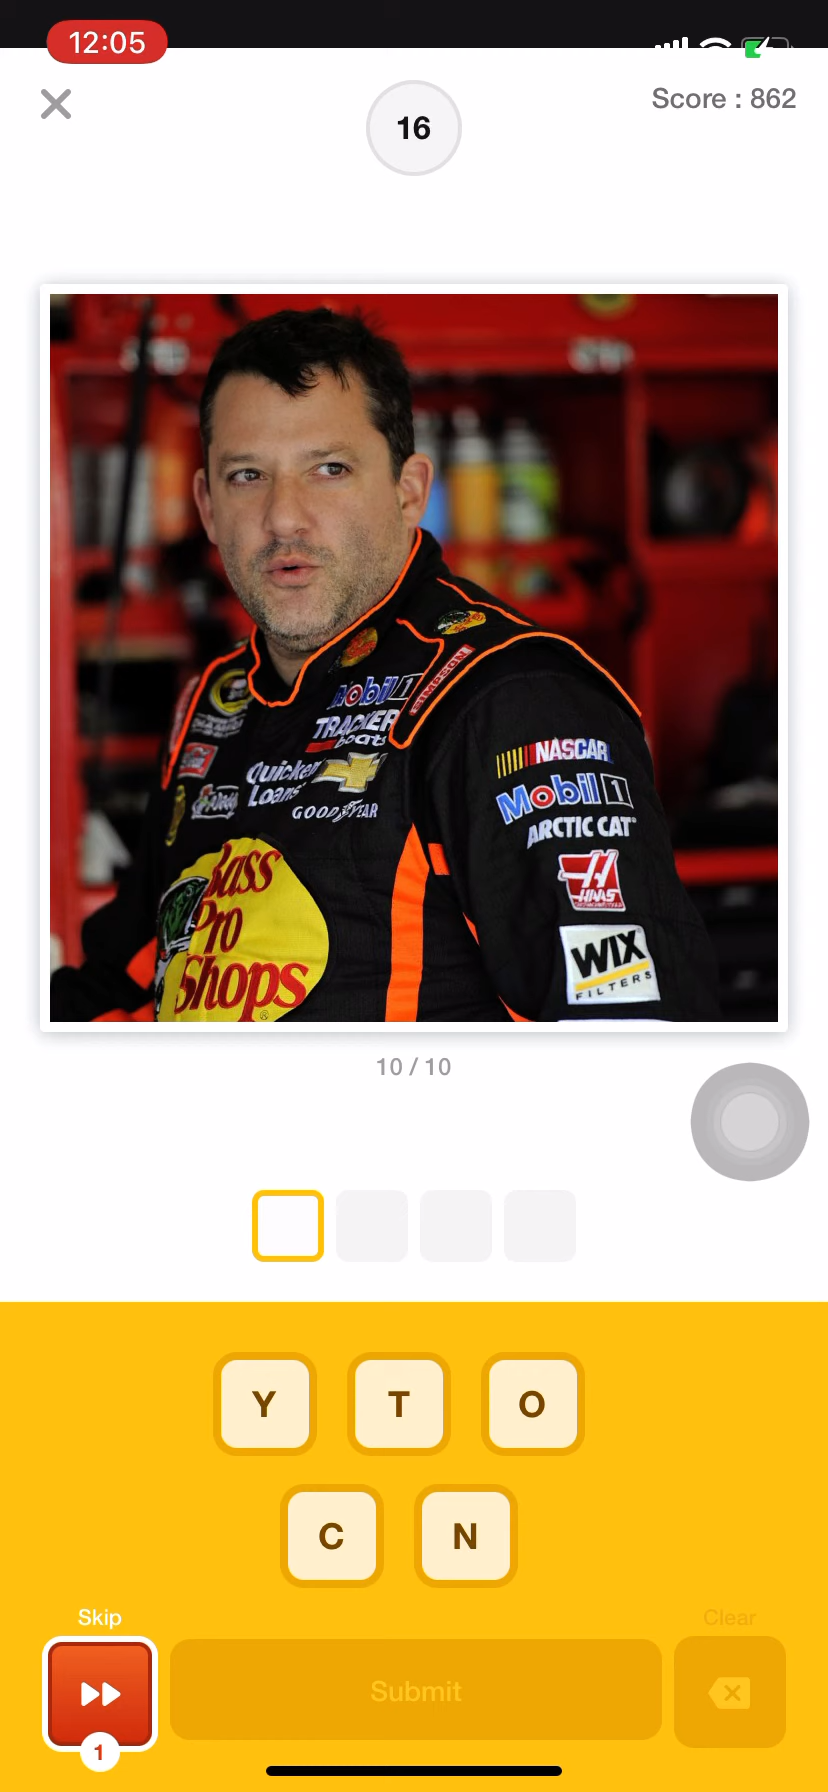 12:05
Score : 862
16
Mobil 1
SIMPSON
TRACKER
boats
Quicken
Loans
GOODYEAR
NASCAR
Mobil 1
ARCTIC CAT
HAAS
Bass
Pro
Shops
WIX
FILTERS
10 / 10
Y T O
C N
Skip
Clear
Submit
1